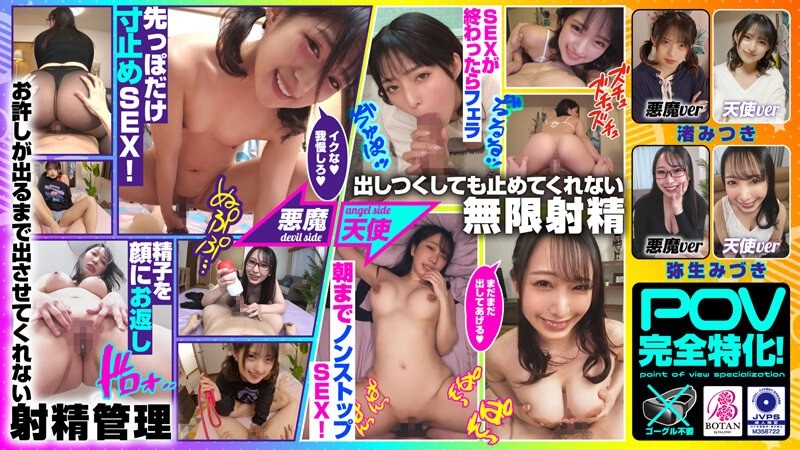 お許しが出るまで出させてくれない
射精管理
先っぽだけ
寸止めSEX!
イクな♥
我慢しろ♥
ぬぷぷぷ…
悪魔
devil side
精子を
顔にお返し
SEXが
終わったらフェラ
出しつくしても止めてくれない
無限射精
angel side
天使
朝までノンストップ
SEX!
まだまだ
出してあげる♥
悪魔ver
天使ver
渚みつき
悪魔ver
天使ver
弥生みづき
POV
完全特化!
point of view specialization
ゴーグル不要
BOTAN
JVPS
M358722